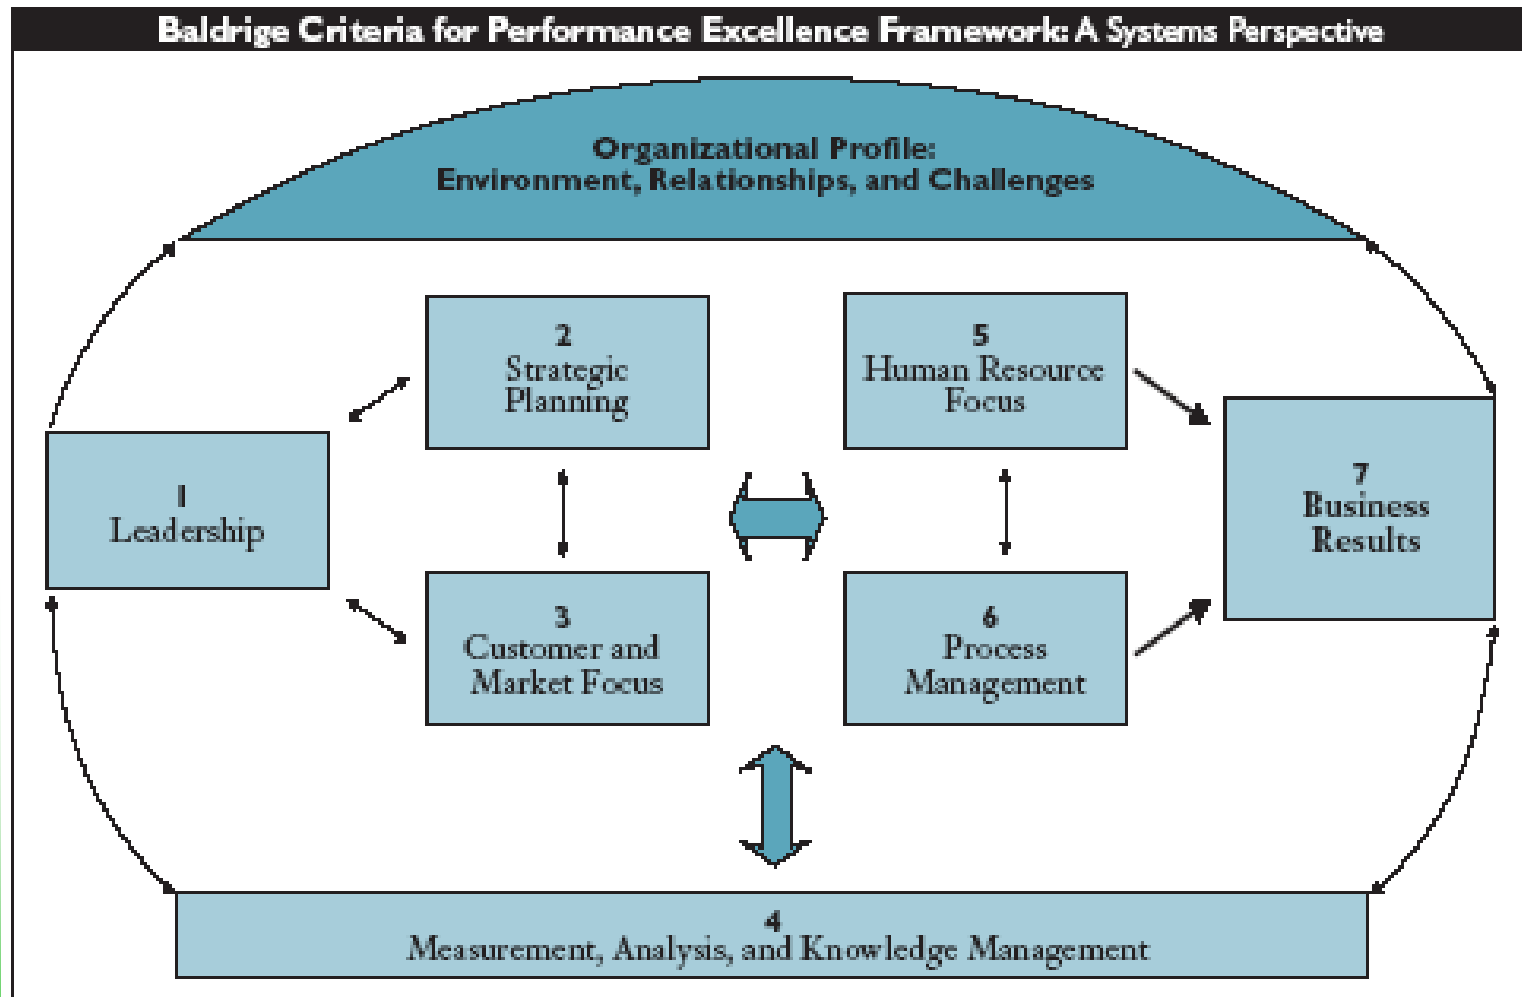 Baldrige Criteria for Performance Excellence Framework: A Systems Perspective
Organizational Profile:
Environment, Relationships, and Challenges
2
Strategic
Planning
5
Human Resource
Focus
1
Leadership
7
Business
Results
3
Customer and
Market Focus
6
Process
Management
4
Measurement, Analysis, and Knowledge Management